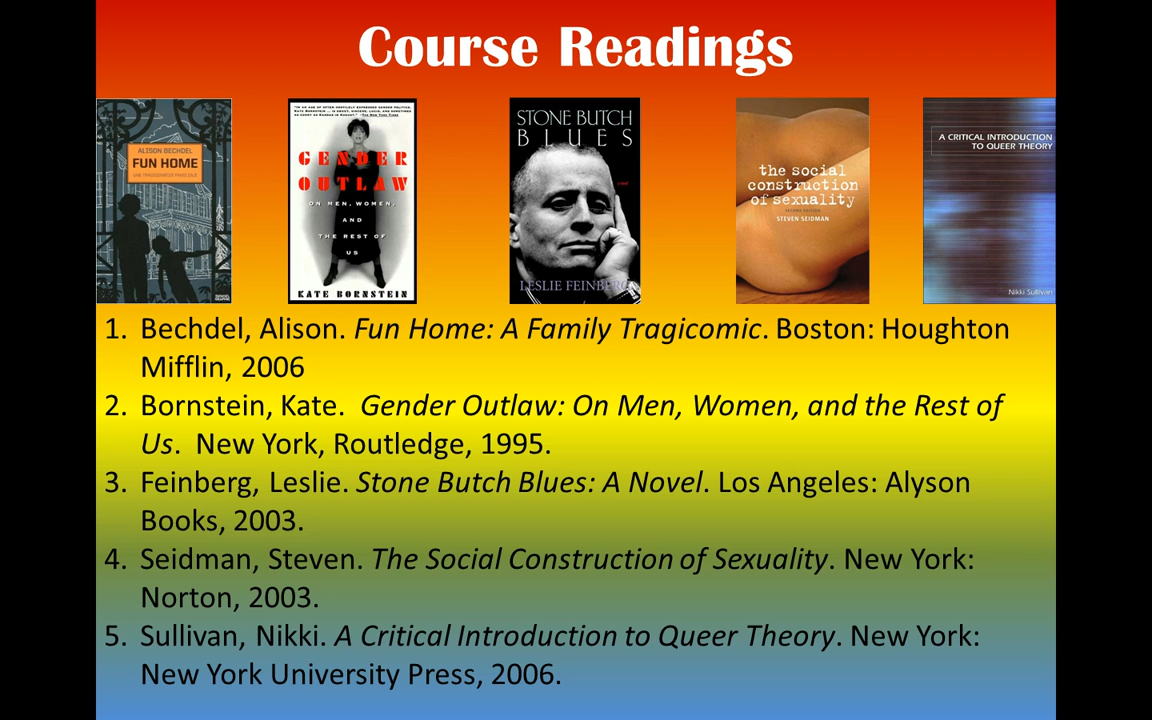 Course Readings
ALISON BECHDEL
FUN HOME
GENDER
OUTLAW
ON MEN, WOMEN,
AND
THE REST OF
US
KATE BORNSTEIN
STONE BUTCH
BLUES
LESLIE FEINBERG
the social
construction
of sexuality
SECOND EDITION
STEVEN SEIDMAN
A CRITICAL INTRODUCTION
TO QUEER THEORY
Nikki Sullivan
1. Bechdel, Alison. Fun Home: A Family Tragicomic. Boston: Houghton
Mifflin, 2006
2. Bornstein, Kate. Gender Outlaw: On Men, Women, and the Rest of
Us. New York, Routledge, 1995.
3. Feinberg, Leslie. Stone Butch Blues: A Novel. Los Angeles: Alyson
Books, 2003.
4. Seidman, Steven. The Social Construction of Sexuality. New York:
Norton, 2003.
5. Sullivan, Nikki. A Critical Introduction to Queer Theory. New York:
New York University Press, 2006.